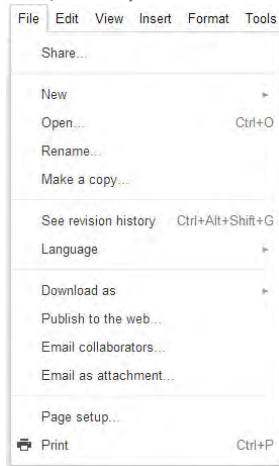 File Edit View Insert Format Tools
Share...
New
Open... Ctrl+O
Rename...
Make a copy...
See revision history Ctrl+Alt+Shift+G
Language
Download as
Publish to the web...
Email collaborators...
Email as attachment...
Page setup...
Print Ctrl+P